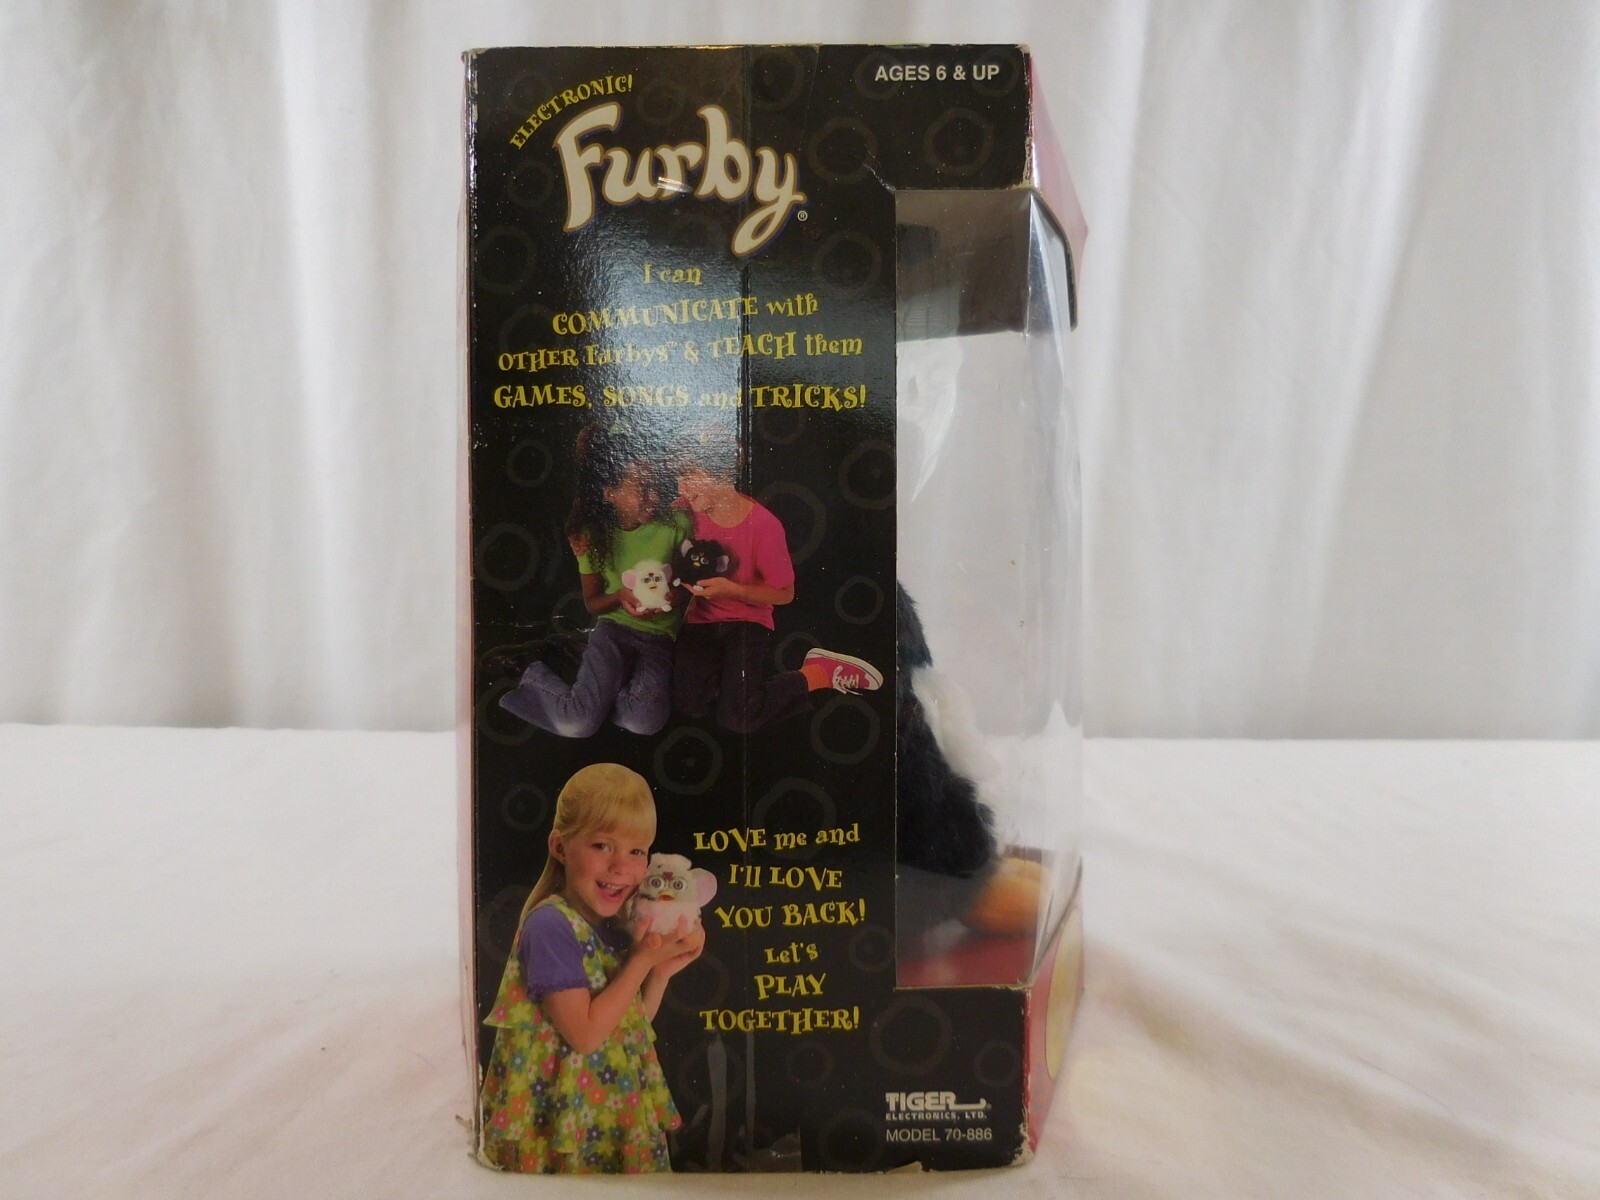 ELECTRONIC!
AGES 6 & UP
Furby®
I can
COMMUNICATE with
OTHER Furbys™ & TEACH them
GAMES, SONGS and TRICKS!
LOVE me and
I'll LOVE
YOU BACK!
Let's
PLAY
TOGETHER!
TIGER®
ELECTRONICS, LTD.
MODEL 70-886